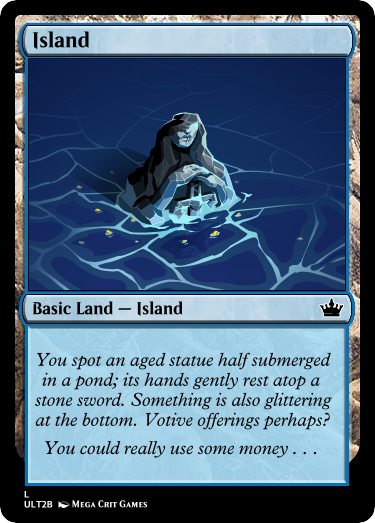 Island
Basic Land — Island
You spot an aged statue half submerged
in a pond; its hands gently rest atop a
stone sword. Something is also glittering
at the bottom. Votive offerings perhaps?
You could really use some money . . .
L
ULT2B Mega Crit Games